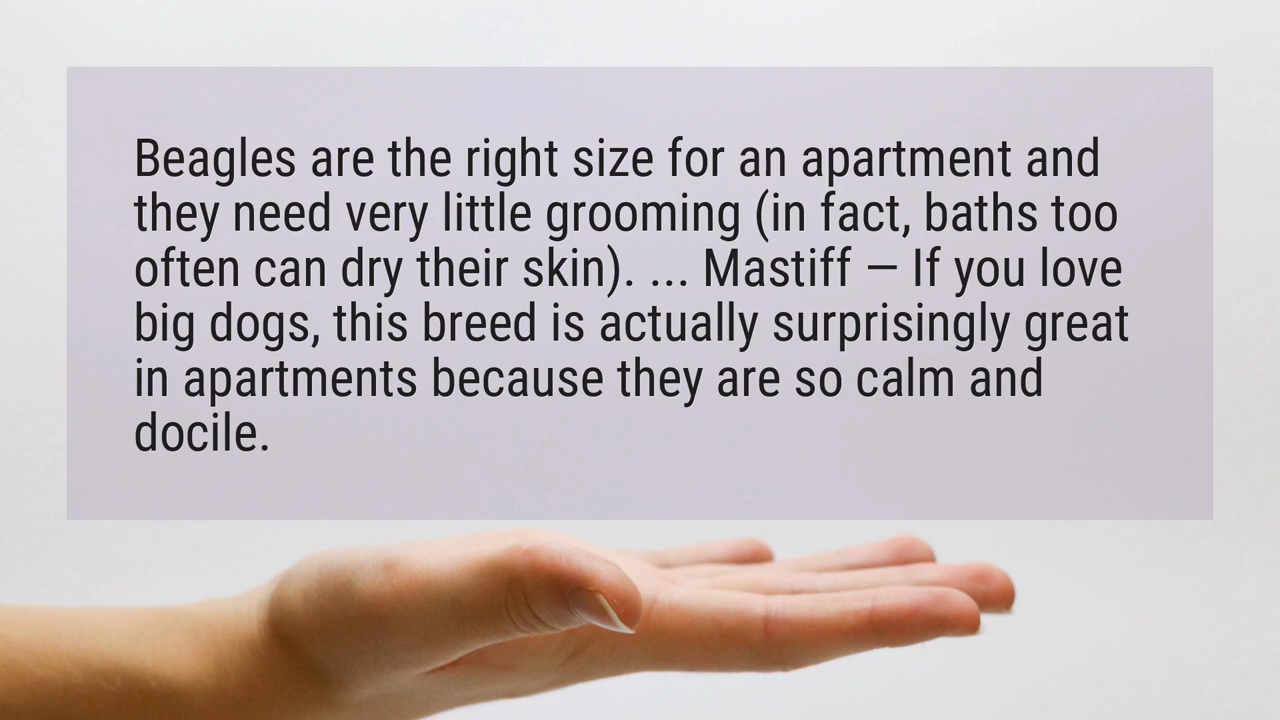 Beagles are the right size for an apartment and
they need very little grooming (in fact, baths too
often can dry their skin). ... Mastiff — If you love
big dogs, this breed is actually surprisingly great
in apartments because they are so calm and
docile.